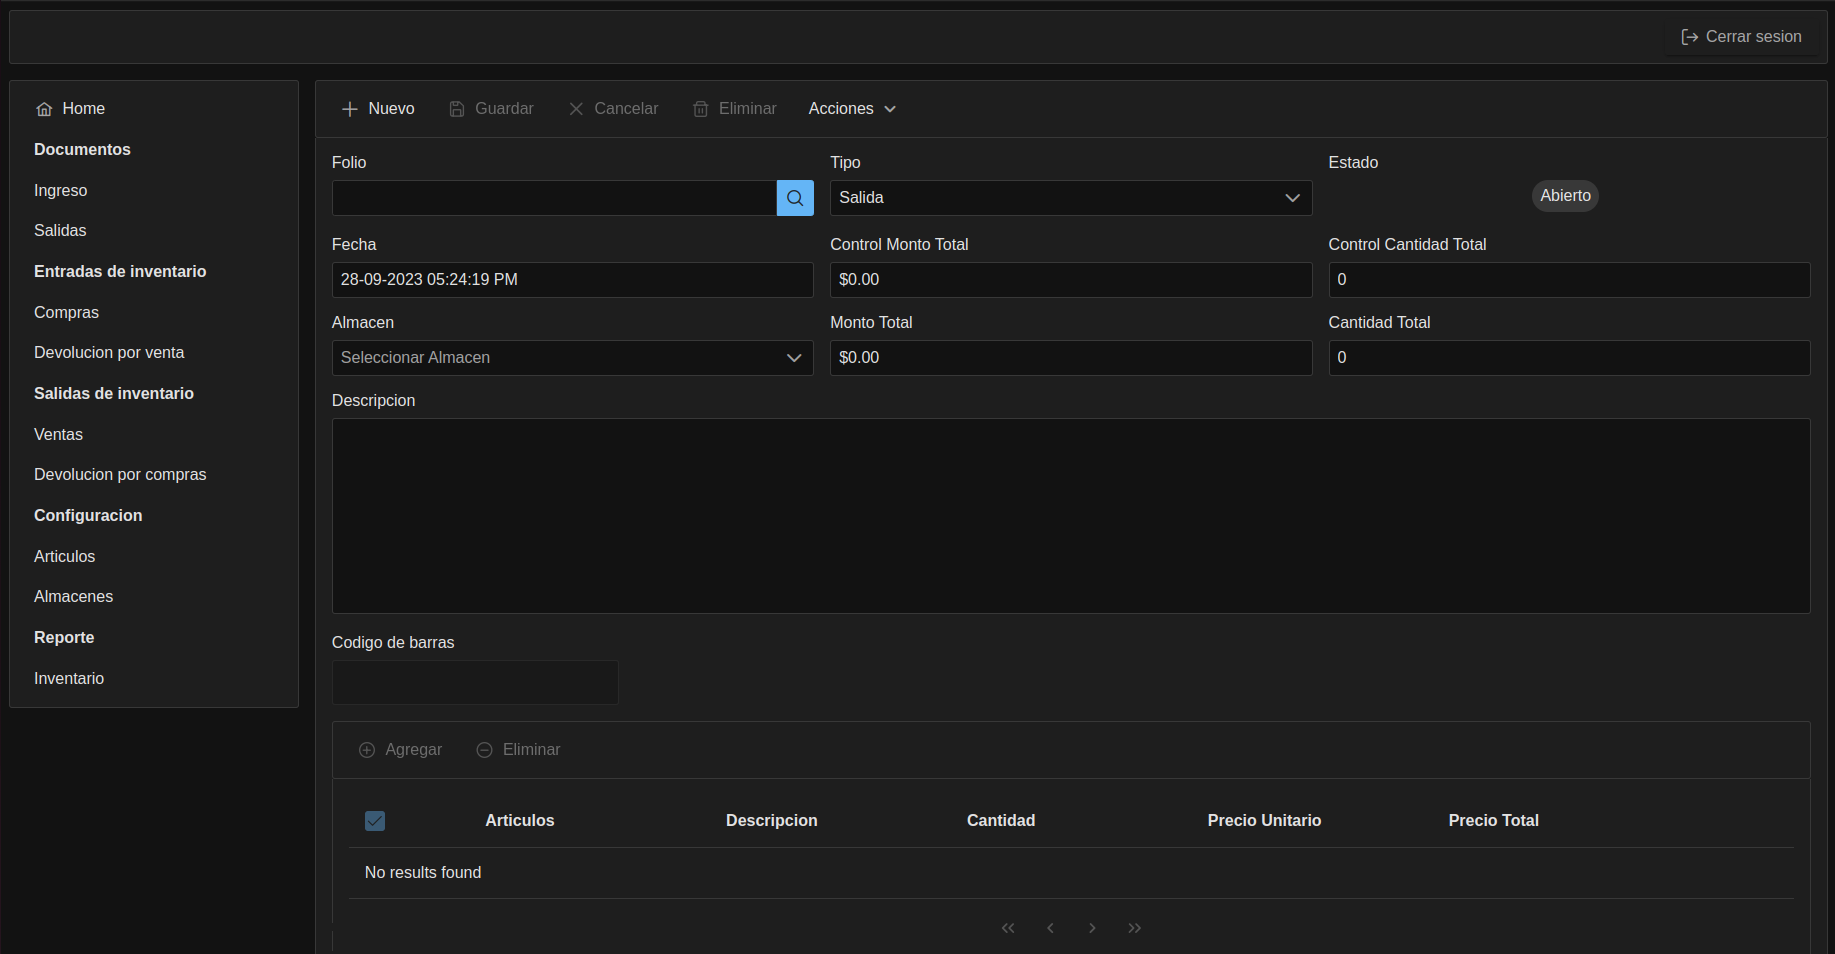 Cerrar sesion
Home
Documentos
Ingreso
Salidas
Entradas de inventario
Compras
Devolucion por venta
Salidas de inventario
Ventas
Devolucion por compras
Configuracion
Articulos
Almacenes
Reporte
Inventario
Nuevo Guardar Cancelar Eliminar Acciones
Folio Tipo Estado
Salida Abierto
Fecha Control Monto Total Control Cantidad Total
28-09-2023 05:24:19 PM $0.00 0
Almacen Monto Total Cantidad Total
Seleccionar Almacen $0.00 0
Descripcion
Codigo de barras
Agregar Eliminar
Articulos Descripcion Cantidad Precio Unitario Precio Total
No results found